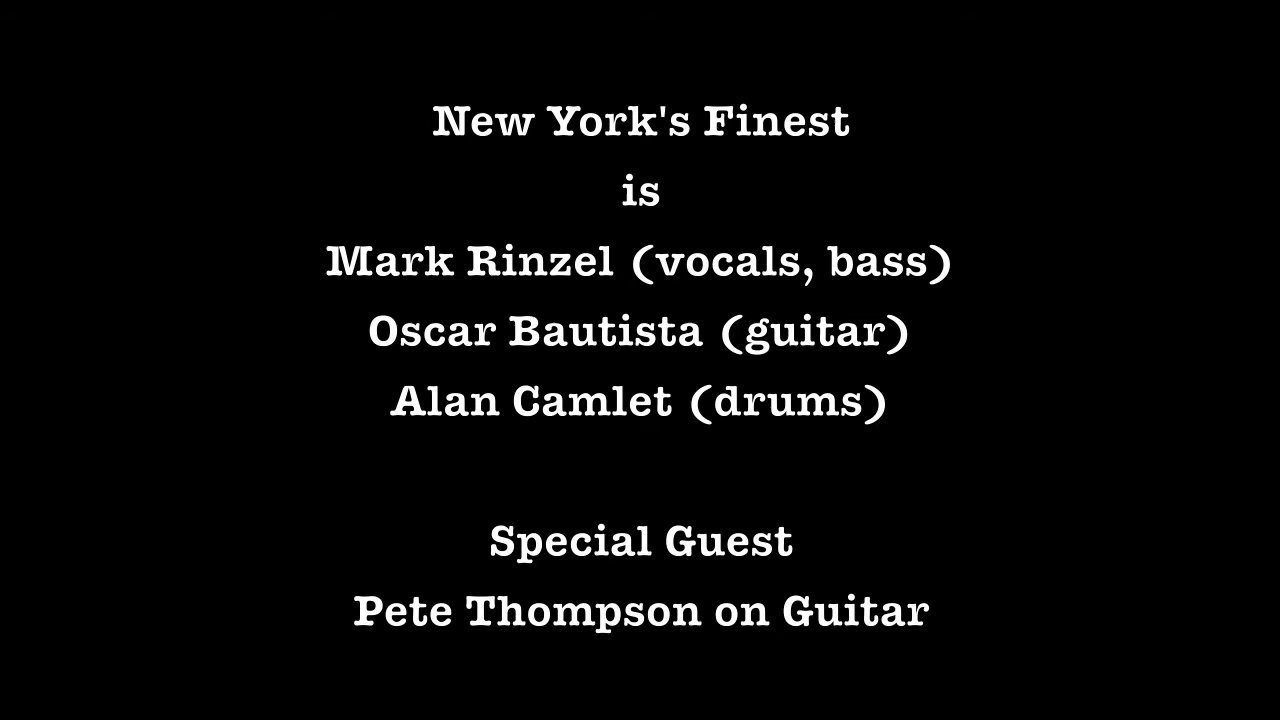 New York's Finest
is
Mark Rinzel (vocals, bass)
Oscar Bautista (guitar)
Alan Camlet (drums)
Special Guest
Pete Thompson on Guitar